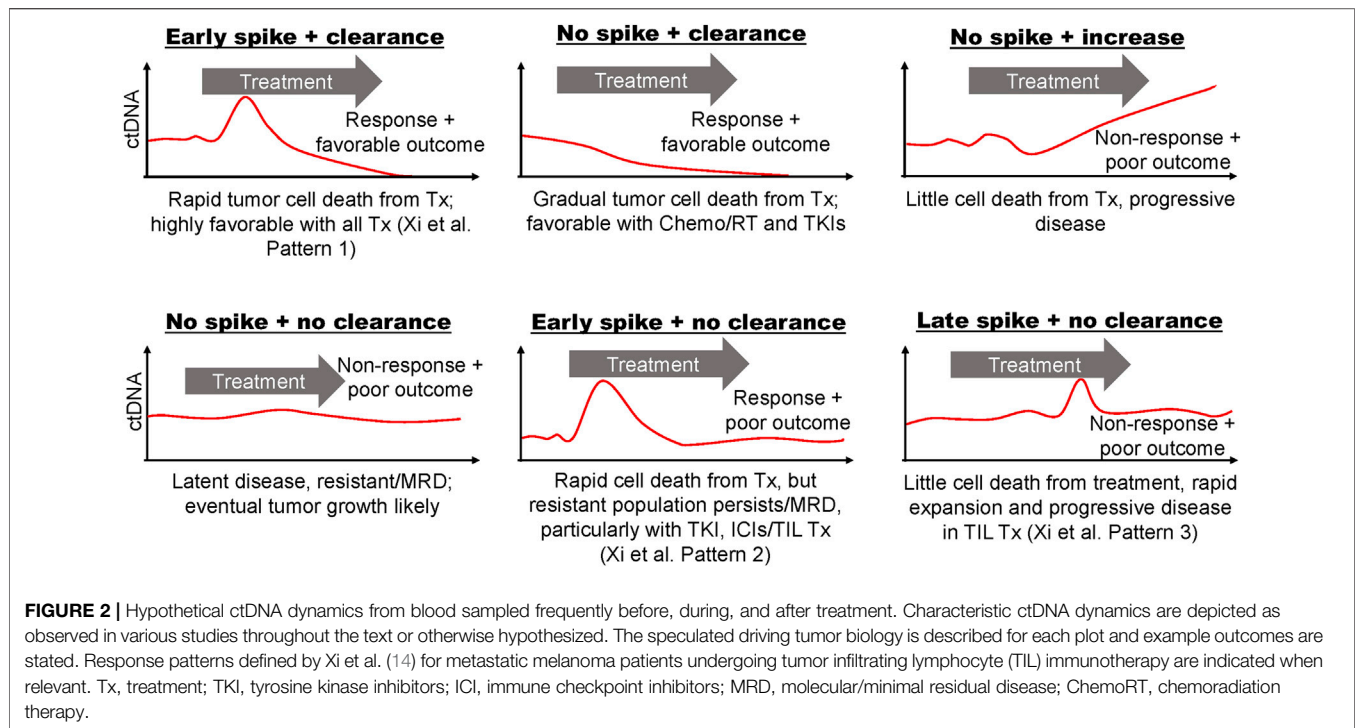 Early spike + clearance
ctDNA
Treatment
Response +
favorable outcome
Rapid tumor cell death from Tx;
highly favorable with all Tx (Xi et al.
Pattern 1)
No spike + clearance
Treatment
Response +
favorable outcome
Gradual tumor cell death from Tx;
favorable with Chemo/RT and TKIs
No spike + increase
Treatment
Non-response +
poor outcome
Little cell death from Tx, progressive
disease
No spike + no clearance
ctDNA
Treatment
Non-response +
poor outcome
Latent disease, resistant/MRD;
eventual tumor growth likely
Early spike + no clearance
Treatment
Response +
poor outcome
Rapid cell death from Tx, but
resistant population persists/MRD,
particularly with TKI, ICIs/TIL Tx
(Xi et al. Pattern 2)
Late spike + no clearance
Treatment
Non-response +
poor outcome
Little cell death from treatment, rapid
expansion and progressive disease
in TIL Tx (Xi et al. Pattern 3)
FIGURE 2 | Hypothetical ctDNA dynamics from blood sampled frequently before, during, and after treatment. Characteristic ctDNA dynamics are depicted as
observed in various studies throughout the text or otherwise hypothesized. The speculated driving tumor biology is described for each plot and example outcomes are
stated. Response patterns defined by Xi et al. (14) for metastatic melanoma patients undergoing tumor infiltrating lymphocyte (TIL) immunotherapy are indicated when
relevant. Tx, treatment; TKI, tyrosine kinase inhibitors; ICI, immune checkpoint inhibitors; MRD, molecular/minimal residual disease; ChemoRT, chemoradiation
therapy.